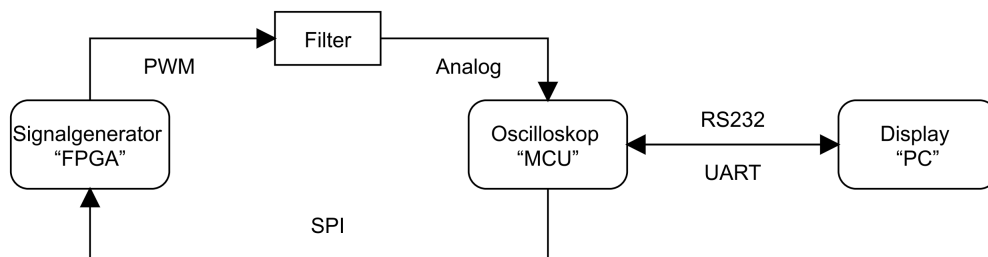 Filter
PWM
Analog
Signalgenerator
“FPGA”
Oscilloskop
“MCU”
RS232
UART
Display
“PC”
SPI